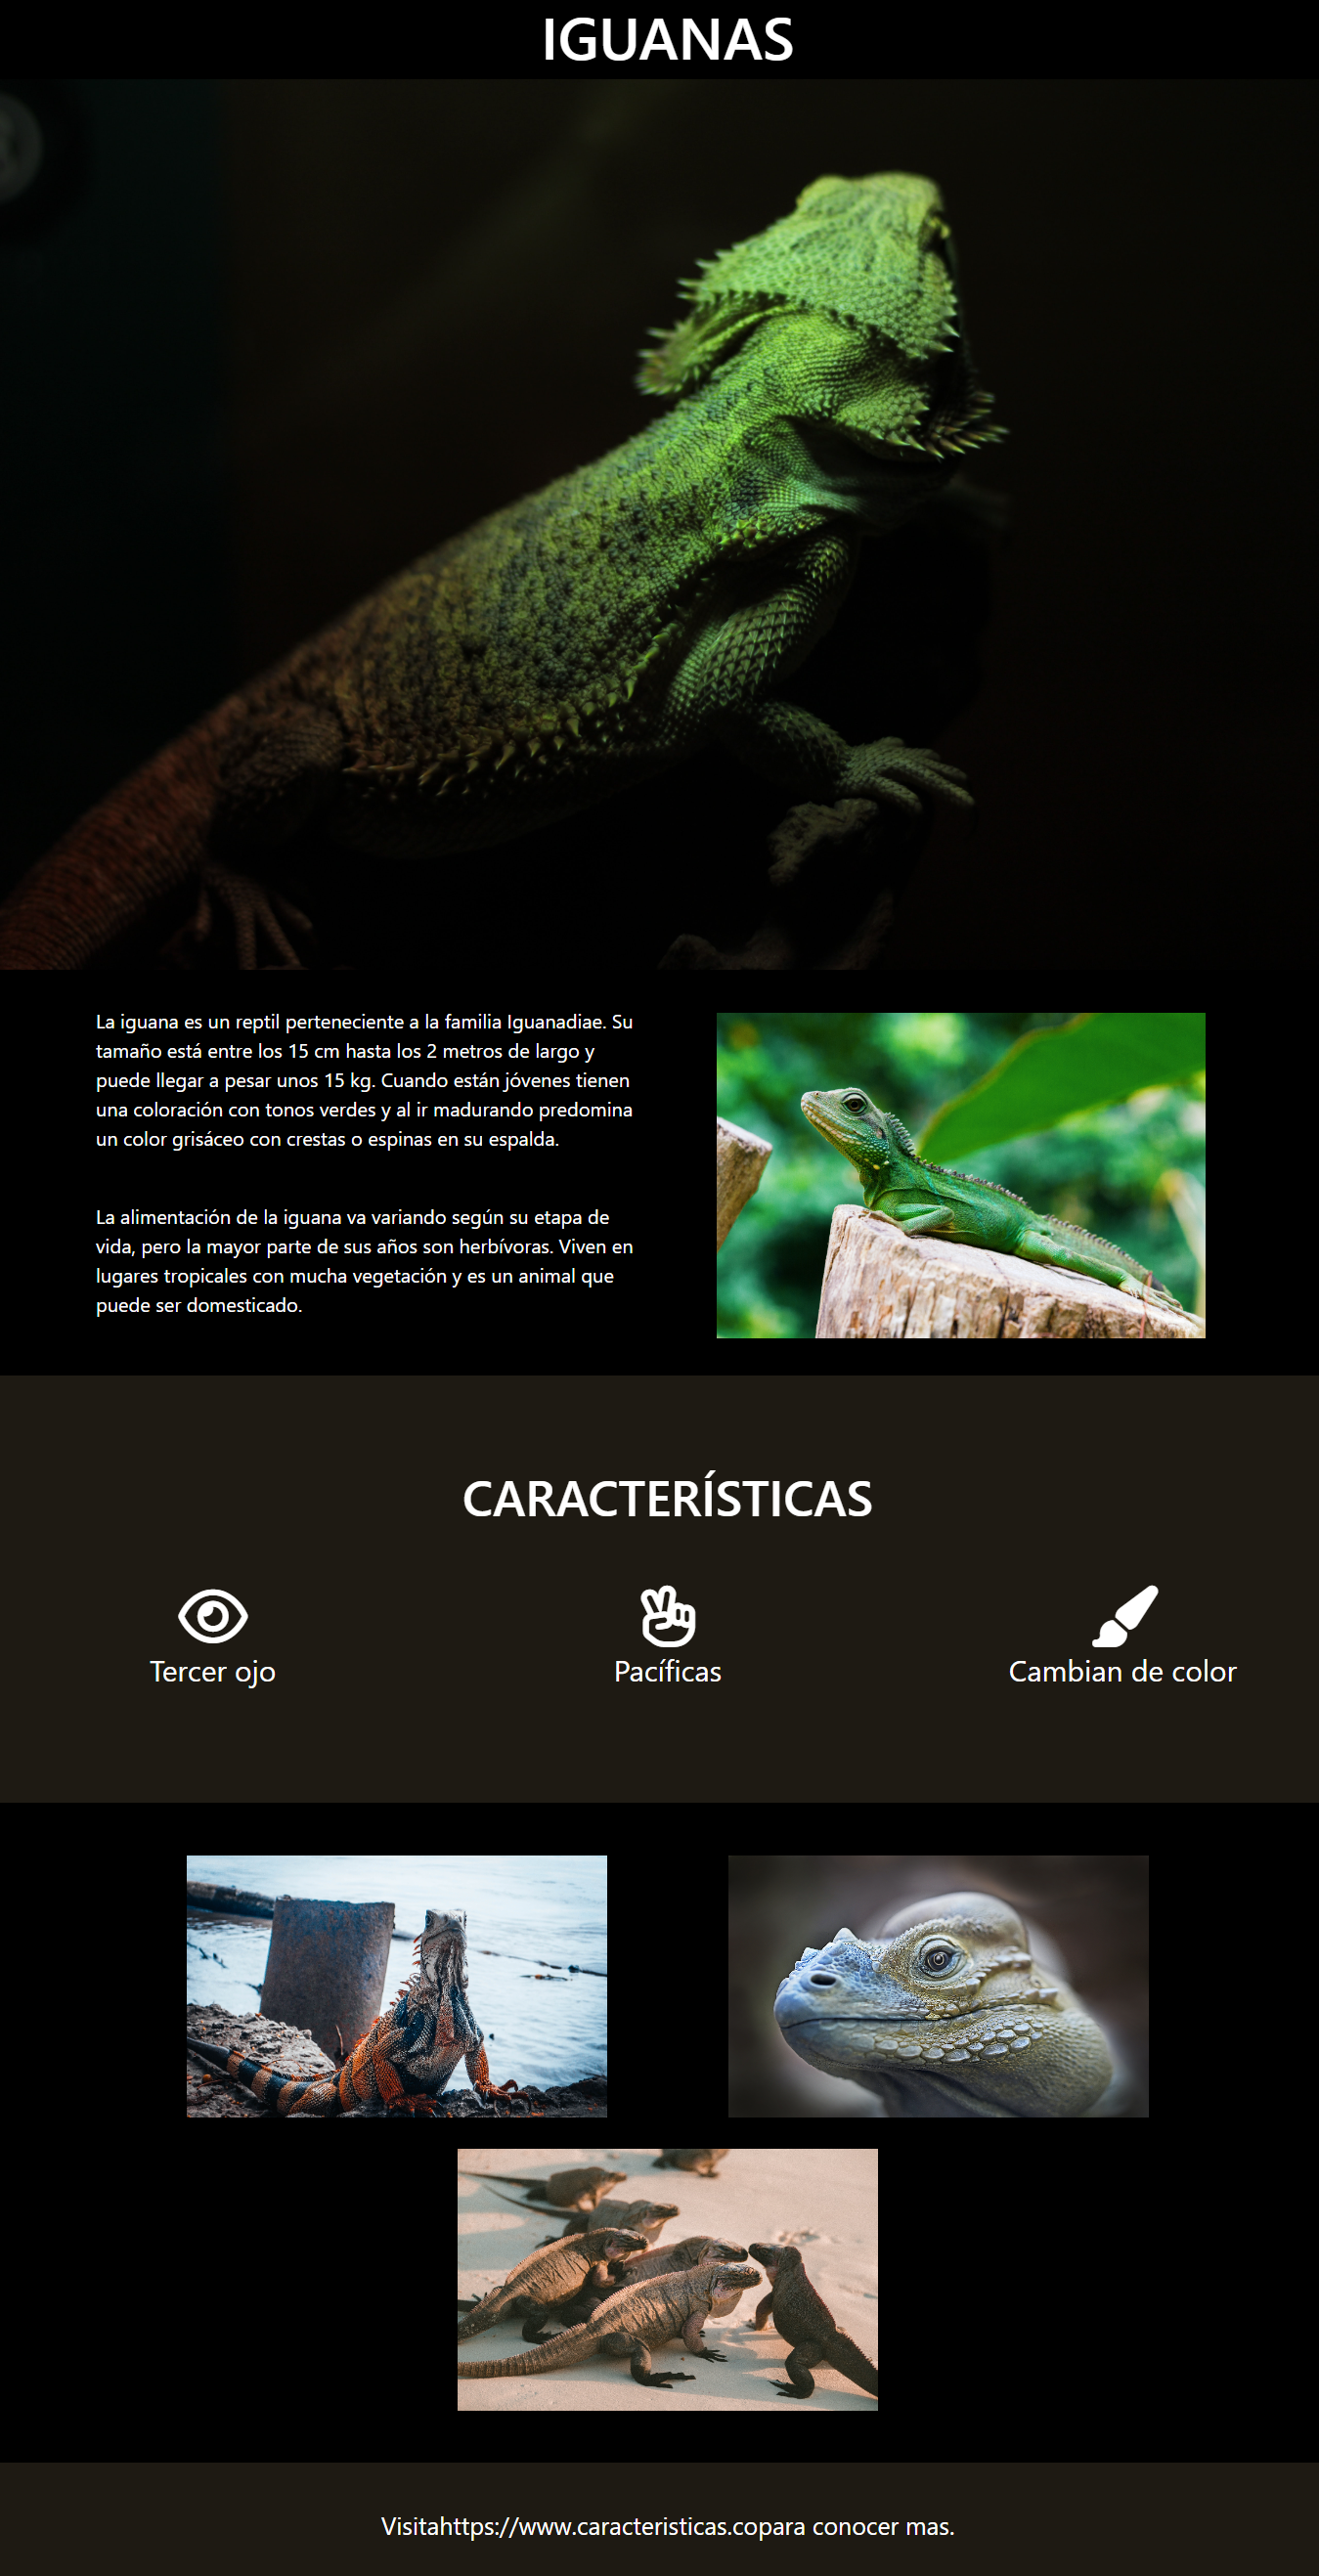 IGUANAS
La iguana es un reptil perteneciente a la familia Iguanadiae. Su
tamaño está entre los 15 cm hasta los 2 metros de largo y
puede llegar a pesar unos 15 kg. Cuando están jóvenes tienen
una coloración con tonos verdes y al ir madurando predomina
un color grisáceo con crestas o espinas en su espalda.
La alimentación de la iguana va variando según su etapa de
vida, pero la mayor parte de sus años son herbívoras. Viven en
lugares tropicales con mucha vegetación y es un animal que
puede ser domesticado.
CARACTERÍSTICAS
Tercer ojo
Pacíficas
Cambian de color
Visitahttps://www.caracteristicas.copara conocer mas.